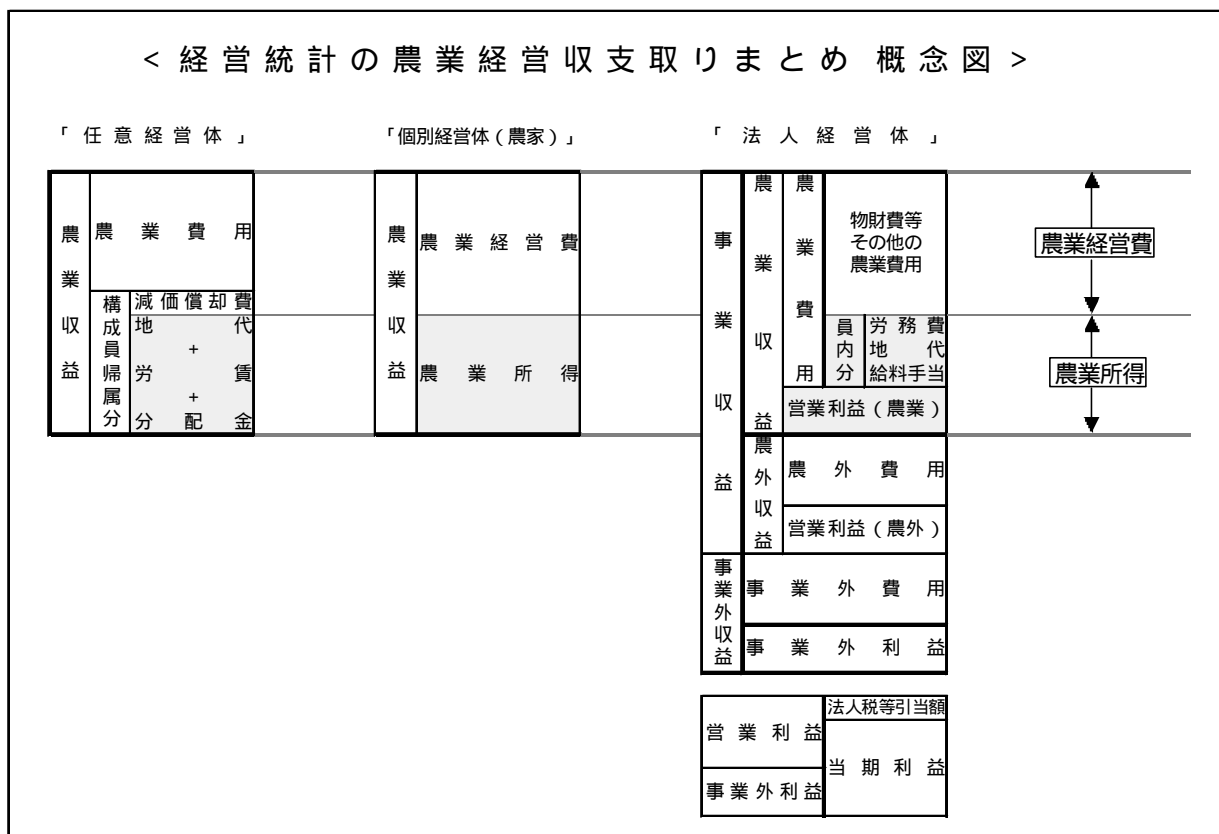 <経営統計の農業経営収支取りまとめ 概念図>
「任意経営体」
「個別経営体(農家)」
「法人経営体」
農業収益
農業費用
構成員帰属分
減価償却費
地代
+
労賃
+
分配金
農業収益
農業経営費
農業所得
事業収益
農業収益
農業費用
物財費等
その他の
農業費用
員内分
労務費
地代
給料手当
営業利益(農業)
農外収益
農外費用
営業利益(農外)
事業外収益
事業外費用
事業外利益
農業経営費
農業所得
営業利益
事業外利益
法人税等引当額
当期利益